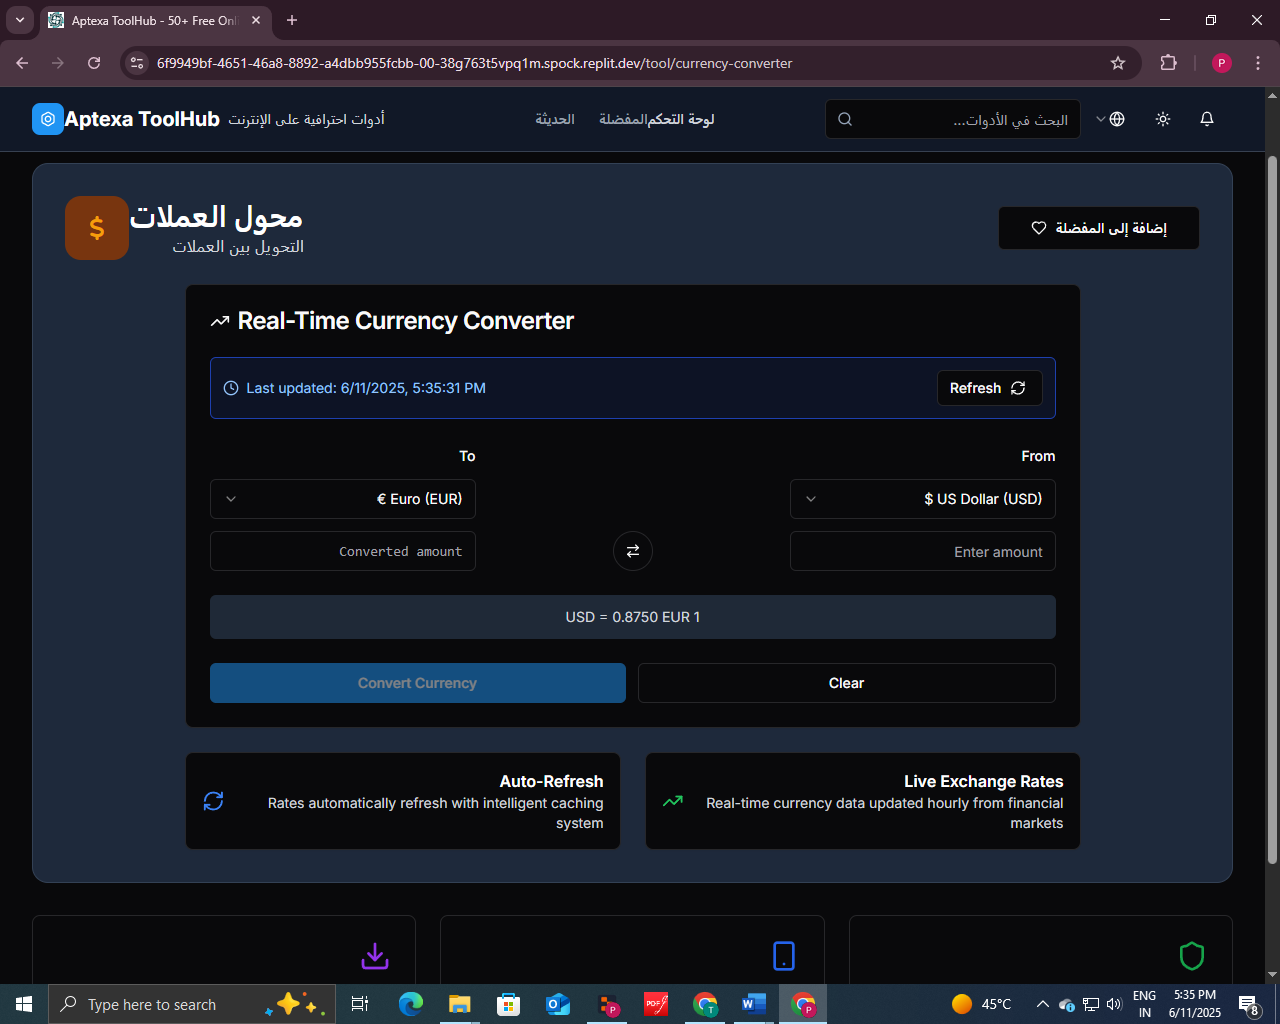 Aptexa ToolHub - 50+ Free Onl
6f9949bf-4651-46a8-8892-a4dbb955fcbb-00-38g763t5vpq1m.spock.replit.dev/tool/currency-converter
P
Aptexa ToolHub
أدوات احترافية على الإنترنت
لوحة التحكم
المفضلة
الحديثة
البحث في الأدوات...
محول العملات
التحويل بين العملات
إضافة إلى المفضلة
Real-Time Currency Converter
Last updated: 6/11/2025, 5:35:31 PM
Refresh
To
From
€ Euro (EUR)
$ US Dollar (USD)
Converted amount
Enter amount
USD = 0.8750 EUR 1
Convert Currency
Clear
Auto-Refresh
Rates automatically refresh with intelligent caching
system
Live Exchange Rates
Real-time currency data updated hourly from financial
markets
Type here to search
45°C
ENG
IN
5:35 PM
6/11/2025
8